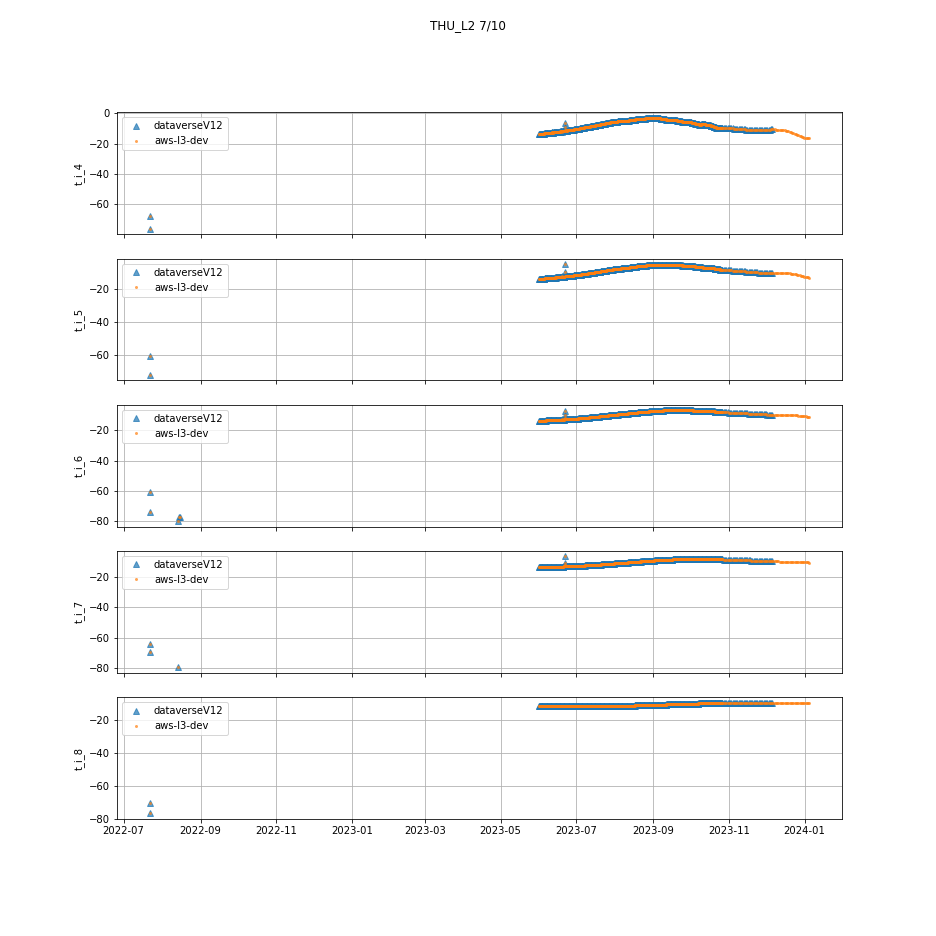 THU_L2 7/10
0
−20
−40
−60
t_i_4
dataverseV12
aws-l3-dev
−20
−40
−60
t_i_5
dataverseV12
aws-l3-dev
−20
−40
−60
−80
t_i_6
dataverseV12
aws-l3-dev
−20
−40
−60
−80
t_i_7
dataverseV12
aws-l3-dev
−20
−40
−60
−80
t_i_8
dataverseV12
aws-l3-dev
2022-07 2022-09 2022-11 2023-01 2023-03 2023-05 2023-07 2023-09 2023-11 2024-01